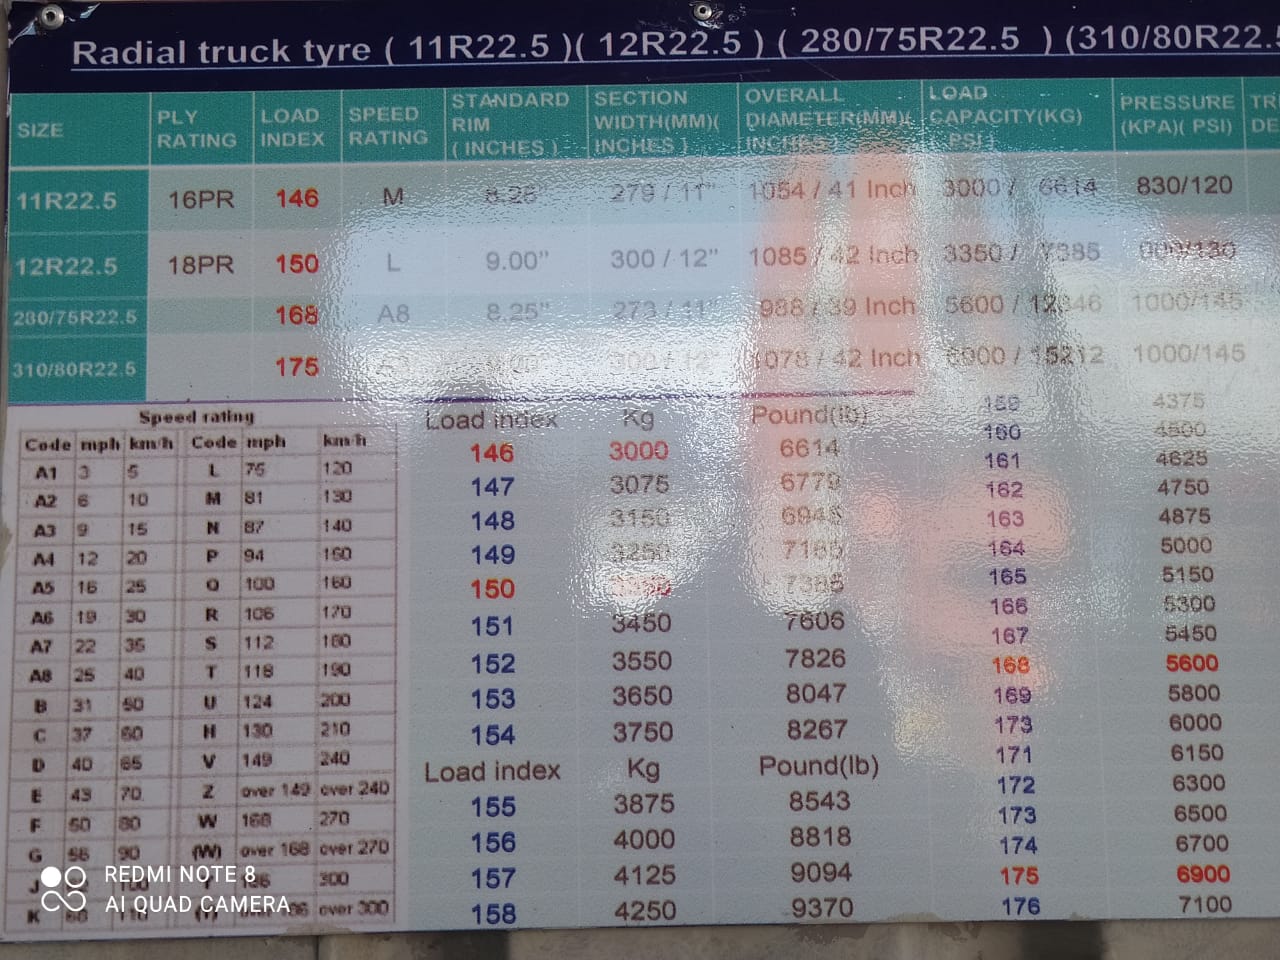 Radial truck tyre ( 11R22.5 )( 12R22.5 ) ( 280/75R22.5 ) (310/80R22.5
SIZE PLY RATING LOAD INDEX SPEED RATING STANDARD RIM ( INCHES ) SECTION WIDTH(MM)( INCHES ) OVERALL DIAMETER(MM)( INCHES ) LOAD CAPACITY(KG) ( PSI ) PRESSURE (KPA)( PSI) TR DE
11R22.5 16PR 146 M 8.25" 279 / 11" 1054 / 41 Inch 3000 / 6614 830/120
12R22.5 18PR 150 L 9.00" 300 / 12" 1085 / 42 Inch 3350 / 7385
280/75R22.5 168 A8 8.25" 273 / 11" 988 / 39 Inch 5600 / 12346 1000/145
310/80R22.5 175 300 / 12" 1078 / 42 Inch 6900 / 15212 1000/145
Speed rating
Code mph km/h Code mph km/h
A1 3 5 L 75 120
A2 6 10 M 81 130
A3 9 15 N 87 140
A4 12 20 P 94 150
A5 16 25 Q 100 160
A6 19 30 R 106 170
A7 22 35 S 112 180
A8 25 40 T 118 190
B 31 50 U 124 200
C 37 60 H 130 210
D 40 65 V 149 240
E 43 70 Z over 149 over 240
F 50 80 W 168 270
G 56 90 (W) over 168 over 270
J 100 186 300
K 110 over 300
Load index Kg Pound(lb)
146 3000 6614
147 3075 6779
148 3150 6945
149 3250 7165
150 3350 7385
151 3450 7606
152 3550 7826
153 3650 8047
154 3750 8267
Load index Kg Pound(lb)
155 3875 8543
156 4000 8818
157 4125 9094
158 4250 9370
159 4375
160 4500
161 4625
162 4750
163 4875
164 5000
165 5150
166 5300
167 5450
168 5600
169 5800
173 6000
171 6150
172 6300
173 6500
174 6700
175 6900
176 7100
REDMI NOTE 8
AI QUAD CAMERA